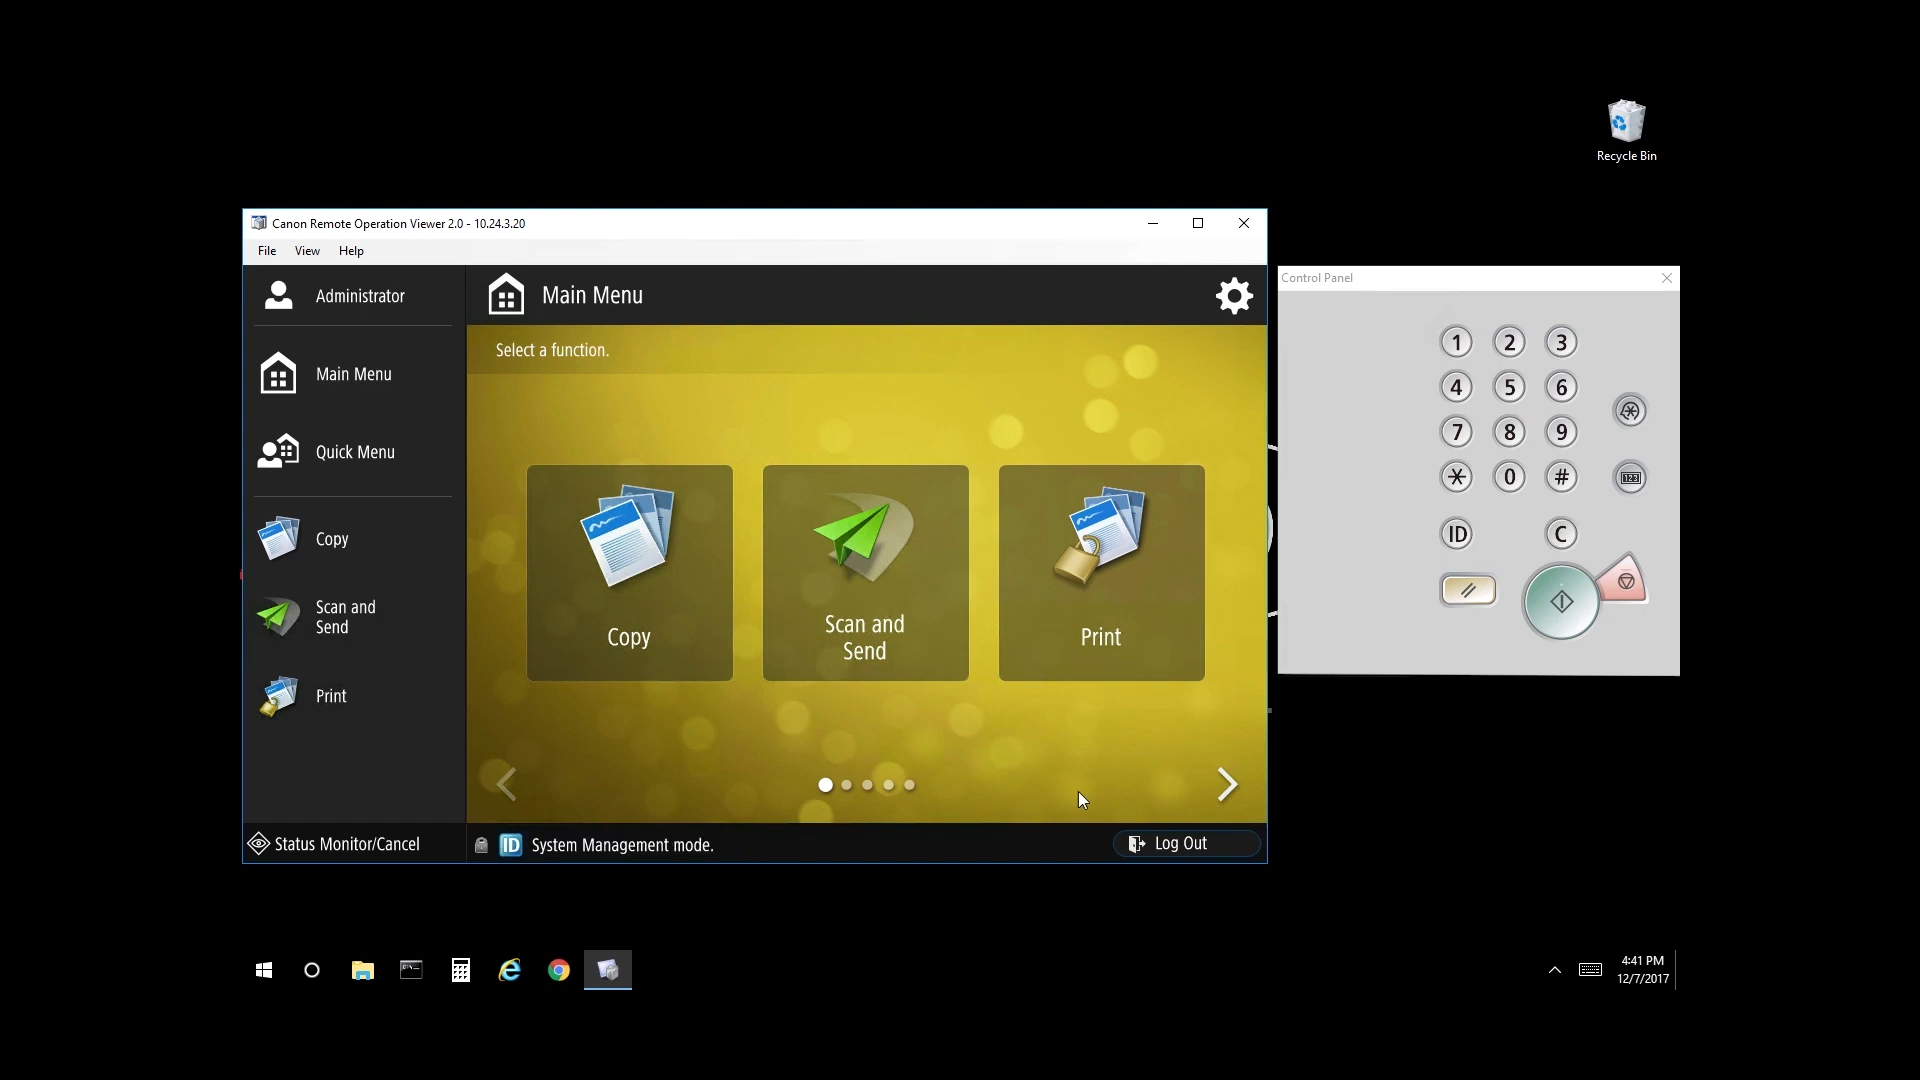 Recycle Bin
Canon Remote Operation Viewer 2.0 - 10.24.3.20
File View Help
Administrator
Main Menu
Quick Menu
Copy
Scan and
Send
Print
Status Monitor/Cancel
Main Menu
Select a function.
Copy
Scan and
Send
Print
ID System Management mode.
Log Out
Control Panel
1 2 3
4 5 6
7 8 9
* 0 #
123
ID C
4:41 PM
12/7/2017